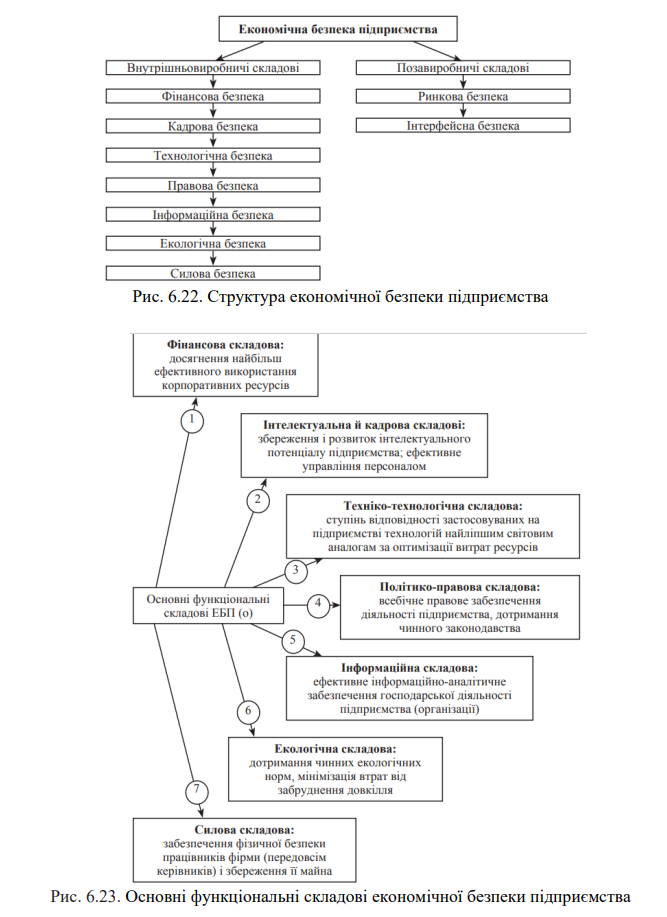 Економічна безпека підприємства
Внутрішньовиробничі складові
Фінансова безпека
Кадрова безпека
Технологічна безпека
Правова безпека
Інформаційна безпека
Екологічна безпека
Силова безпека
Позавиробничі складові
Ринкова безпека
Інтерфейсна безпека
Рис. 6.22. Структура економічної безпеки підприємства
Фінансова складова:
досягнення найбільш
ефективного використання
корпоративних ресурсів
1
Інтелектуальна й кадрова складові:
збереження і розвиток інтелектуального
потенціалу підприємства; ефективне
управління персоналом
2
Техніко-технологічна складова:
ступінь відповідності застосовуваних на
підприємстві технологій найліпшим світовим
аналогам за оптимізації витрат ресурсів
3
Основні функціональні
складові ЕБП (о)
4
Політико-правова складова:
всебічне правове забезпечення
діяльності підприємства, дотримання
чинного законодавства
5
Інформаційна складова:
ефективне інформаційно-аналітичне
забезпечення господарської діяльності
підприємства (організації)
6
Екологічна складова:
дотримання чинних екологічних
норм, мінімізація втрат від
забруднення довкілля
7
Силова складова:
забезпечення фізичної безпеки
працівників фірми (передовсім
керівників) і збереження її майна
Рис. 6.23. Основні функціональні складові економічної безпеки підприємства